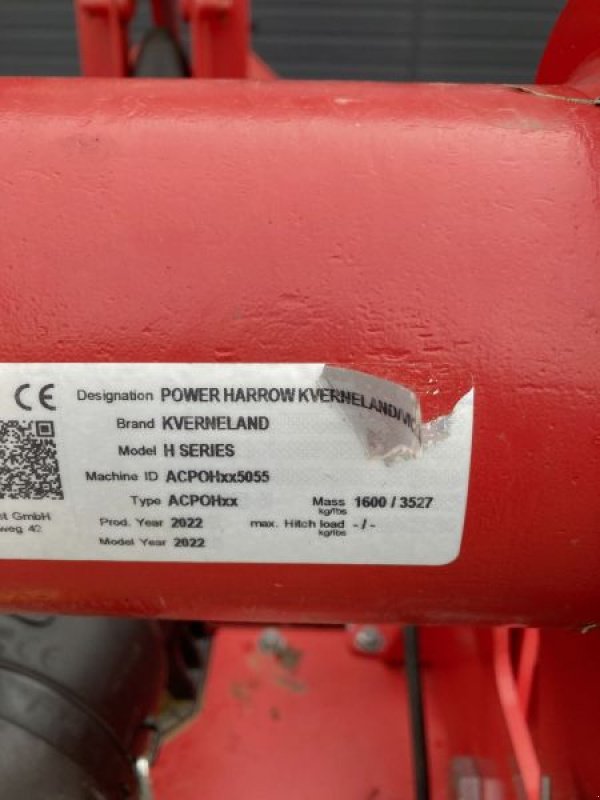 CE
Designation POWER HARROW KVERNELAND/VIC
Brand KVERNELAND
Model H SERIES
Machine ID ACPOHxx5055
Type ACPOHxx
Mass kg/lbs 1600 / 3527
Prod. Year 2022
max. Hitch load kg/lbs - / -
Model Year 2022
GmbH
weg 42